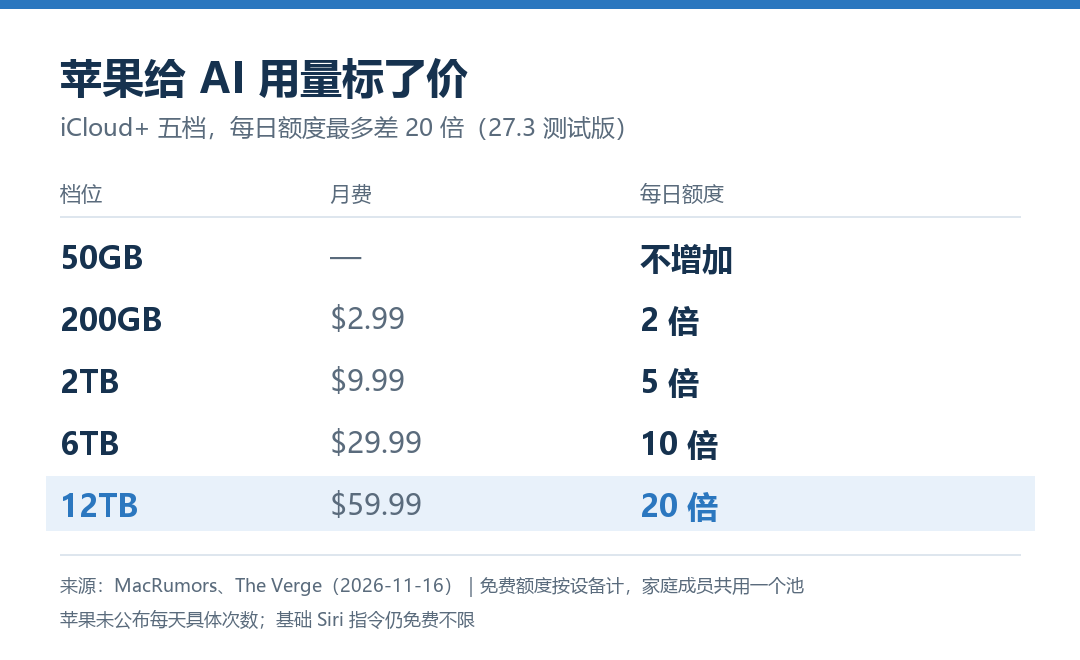 苹果给 AI 用量标了价
iCloud+ 五档，每日额度最多差 20 倍（27.3 测试版）
档位 月费 每日额度
50GB — 不增加
200GB $2.99 2 倍
2TB $9.99 5 倍
6TB $29.99 10 倍
12TB $59.99 20 倍
来源：MacRumors、The Verge（2026-11-16）｜免费额度按设备计，家庭成员共用一个池
苹果未公布每天具体次数；基础 Siri 指令仍免费不限